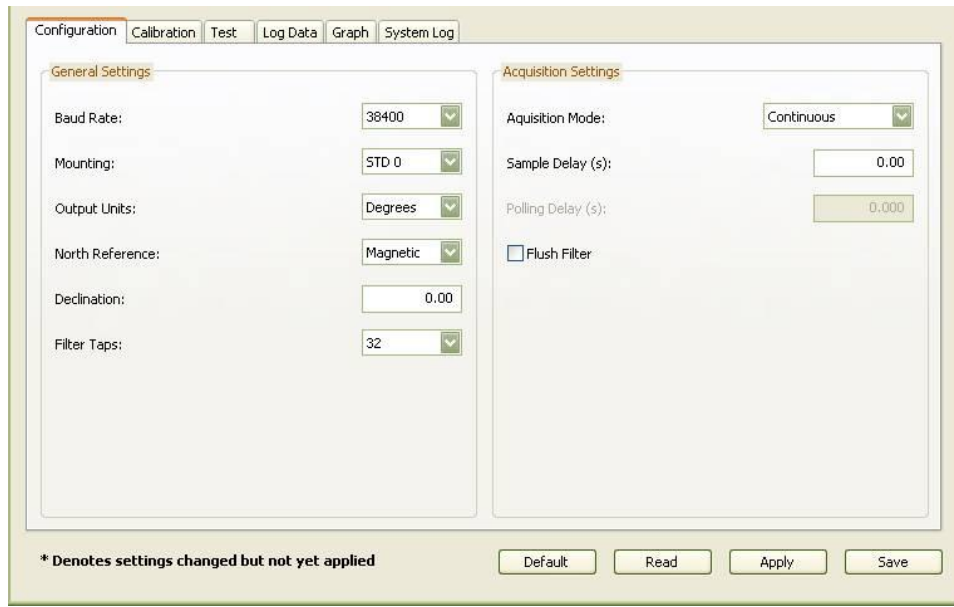 Configuration Calibration Test Log Data Graph System Log
General Settings
Baud Rate: 38400
Mounting: STD 0
Output Units: Degrees
North Reference: Magnetic
Declination: 0.00
Filter Taps: 32
Acquisition Settings
Aquisition Mode: Continuous
Sample Delay (s): 0.00
Polling Delay (s): 0.000
Flush Filter
* Denotes settings changed but not yet applied
Default Read Apply Save